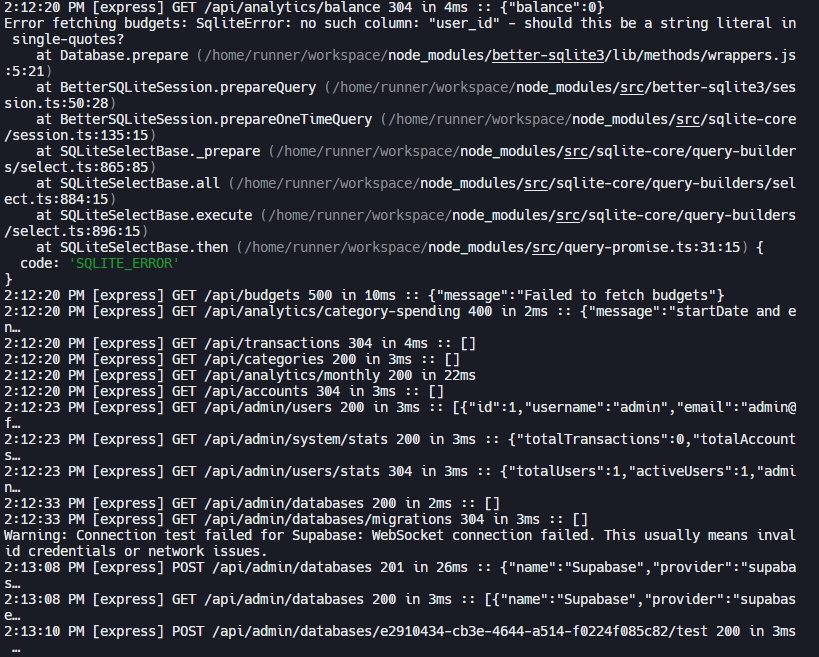 2:12:20 PM [express] GET /api/analytics/balance 304 in 4ms :: {"balance":0}
Error fetching budgets: SqliteError: no such column: "user_id" - should this be a string literal in
 single-quotes?
    at Database.prepare (/home/runner/workspace/node_modules/better-sqlite3/lib/methods/wrappers.js
:5:21)
    at BetterSQLiteSession.prepareQuery (/home/runner/workspace/node_modules/src/better-sqlite3/ses
sion.ts:50:28)
    at BetterSQLiteSession.prepareOneTimeQuery (/home/runner/workspace/node_modules/src/sqlite-core
/session.ts:135:15)
    at SQLiteSelectBase._prepare (/home/runner/workspace/node_modules/src/sqlite-core/query-builder
s/select.ts:865:85)
    at SQLiteSelectBase.all (/home/runner/workspace/node_modules/src/sqlite-core/query-builders/sel
ect.ts:884:15)
    at SQLiteSelectBase.execute (/home/runner/workspace/node_modules/src/sqlite-core/query-builders
/select.ts:896:15)
    at SQLiteSelectBase.then (/home/runner/workspace/node_modules/src/query-promise.ts:31:15) {
  code: 'SQLITE_ERROR'
}
2:12:20 PM [express] GET /api/budgets 500 in 10ms :: {"message":"Failed to fetch budgets"}
2:12:20 PM [express] GET /api/analytics/category-spending 400 in 2ms :: {"message":"startDate and e
n…
2:12:20 PM [express] GET /api/transactions 304 in 4ms :: []
2:12:20 PM [express] GET /api/categories 200 in 3ms :: []
2:12:20 PM [express] GET /api/analytics/monthly 200 in 22ms
2:12:20 PM [express] GET /api/accounts 304 in 3ms :: []
2:12:23 PM [express] GET /api/admin/users 200 in 3ms :: [{"id":1,"username":"admin","email":"admin@
f…
2:12:23 PM [express] GET /api/admin/system/stats 200 in 3ms :: {"totalTransactions":0,"totalAccount
s…
2:12:23 PM [express] GET /api/admin/users/stats 304 in 3ms :: {"totalUsers":1,"activeUsers":1,"admi
n…
2:12:33 PM [express] GET /api/admin/databases 200 in 2ms :: []
2:12:33 PM [express] GET /api/admin/databases/migrations 304 in 3ms :: []
Warning: Connection test failed for Supabase: WebSocket connection failed. This usually means inval
id credentials or network issues.
2:13:08 PM [express] POST /api/admin/databases 201 in 26ms :: {"name":"Supabase","provider":"supaba
s…
2:13:08 PM [express] GET /api/admin/databases 200 in 3ms :: [{"name":"Supabase","provider":"supabas
e…
2:13:10 PM [express] POST /api/admin/databases/e2910434-cb3e-4644-a514-f0224f085c82/test 200 in 3ms
 …